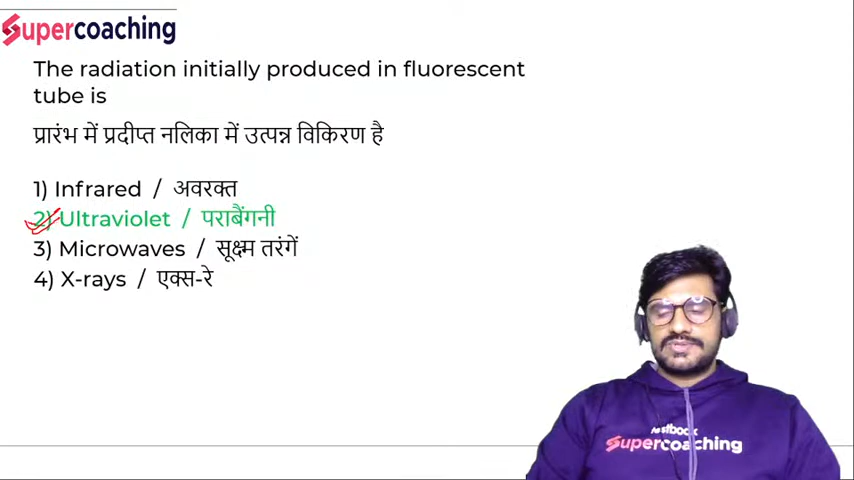 Supercoaching
The radiation initially produced in fluorescent
tube is
प्रारंभ में प्रदीप्त नलिका में उत्पन्न विकिरण है
1) Infrared / अवरक्त
2) Ultraviolet / पराबैंगनी
3) Microwaves / सूक्ष्म तरंगें
4) X-rays / एक्स-रे
testbook
Supercoaching